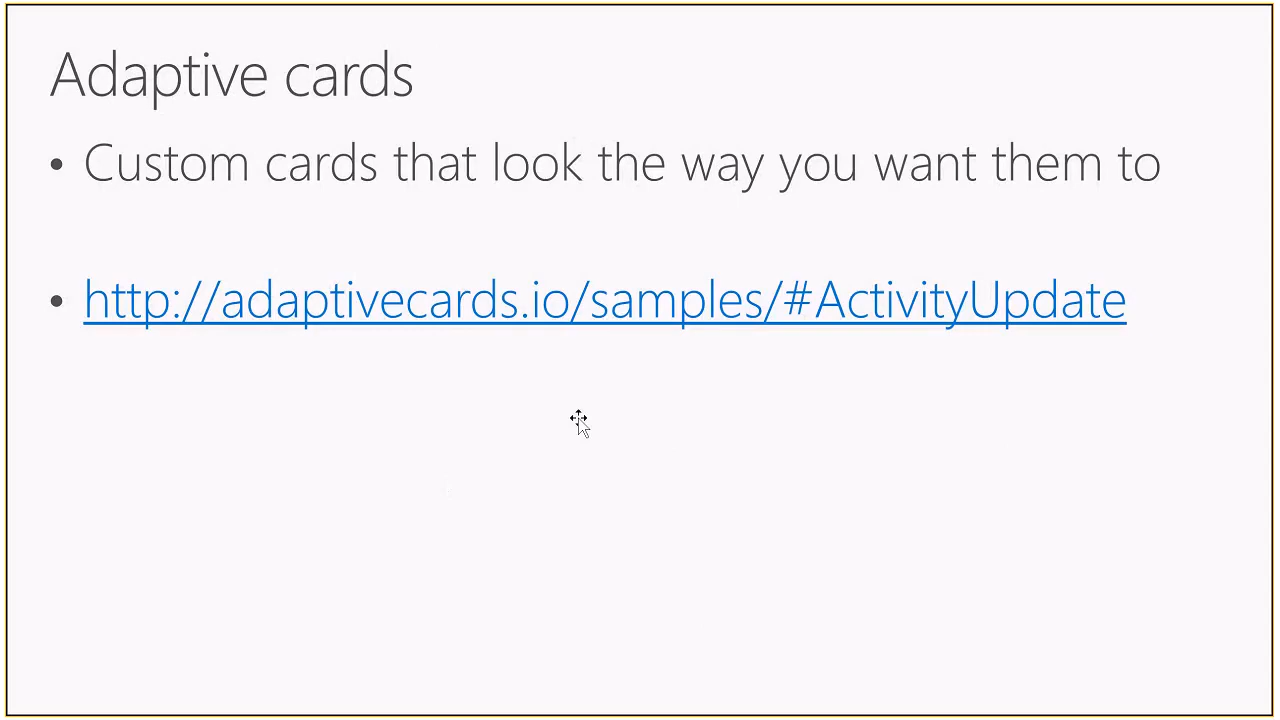 Adaptive cards
• Custom cards that look the way you want them to
• http://adaptivecards.io/samples/#ActivityUpdate